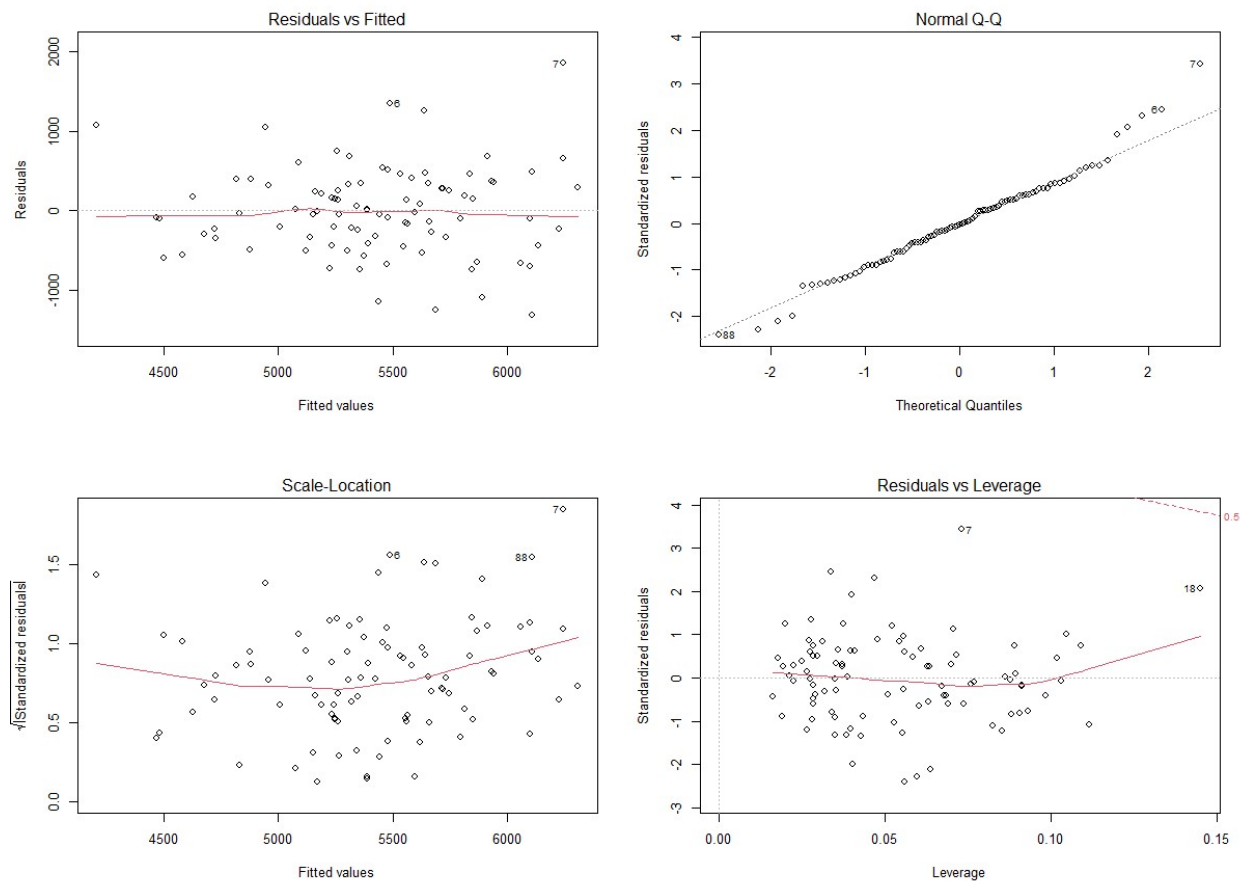 Residuals vs Fitted
Residuals
2000
1000
0
-1000
7
6
4500 5000 5500 6000
Fitted values
Normal Q-Q
Standardized residuals
4
3
2
1
0
-1
-2
7
6
88
-2 -1 0 1 2
Theoretical Quantiles
Scale-Location
√|Standardized residuals|
1.5
1.0
0.5
0.0
7
6
88
4500 5000 5500 6000
Fitted values
Residuals vs Leverage
Standardized residuals
4
3
2
1
0
-1
-2
-3
7
18
0.5
0.00 0.05 0.10 0.15
Leverage